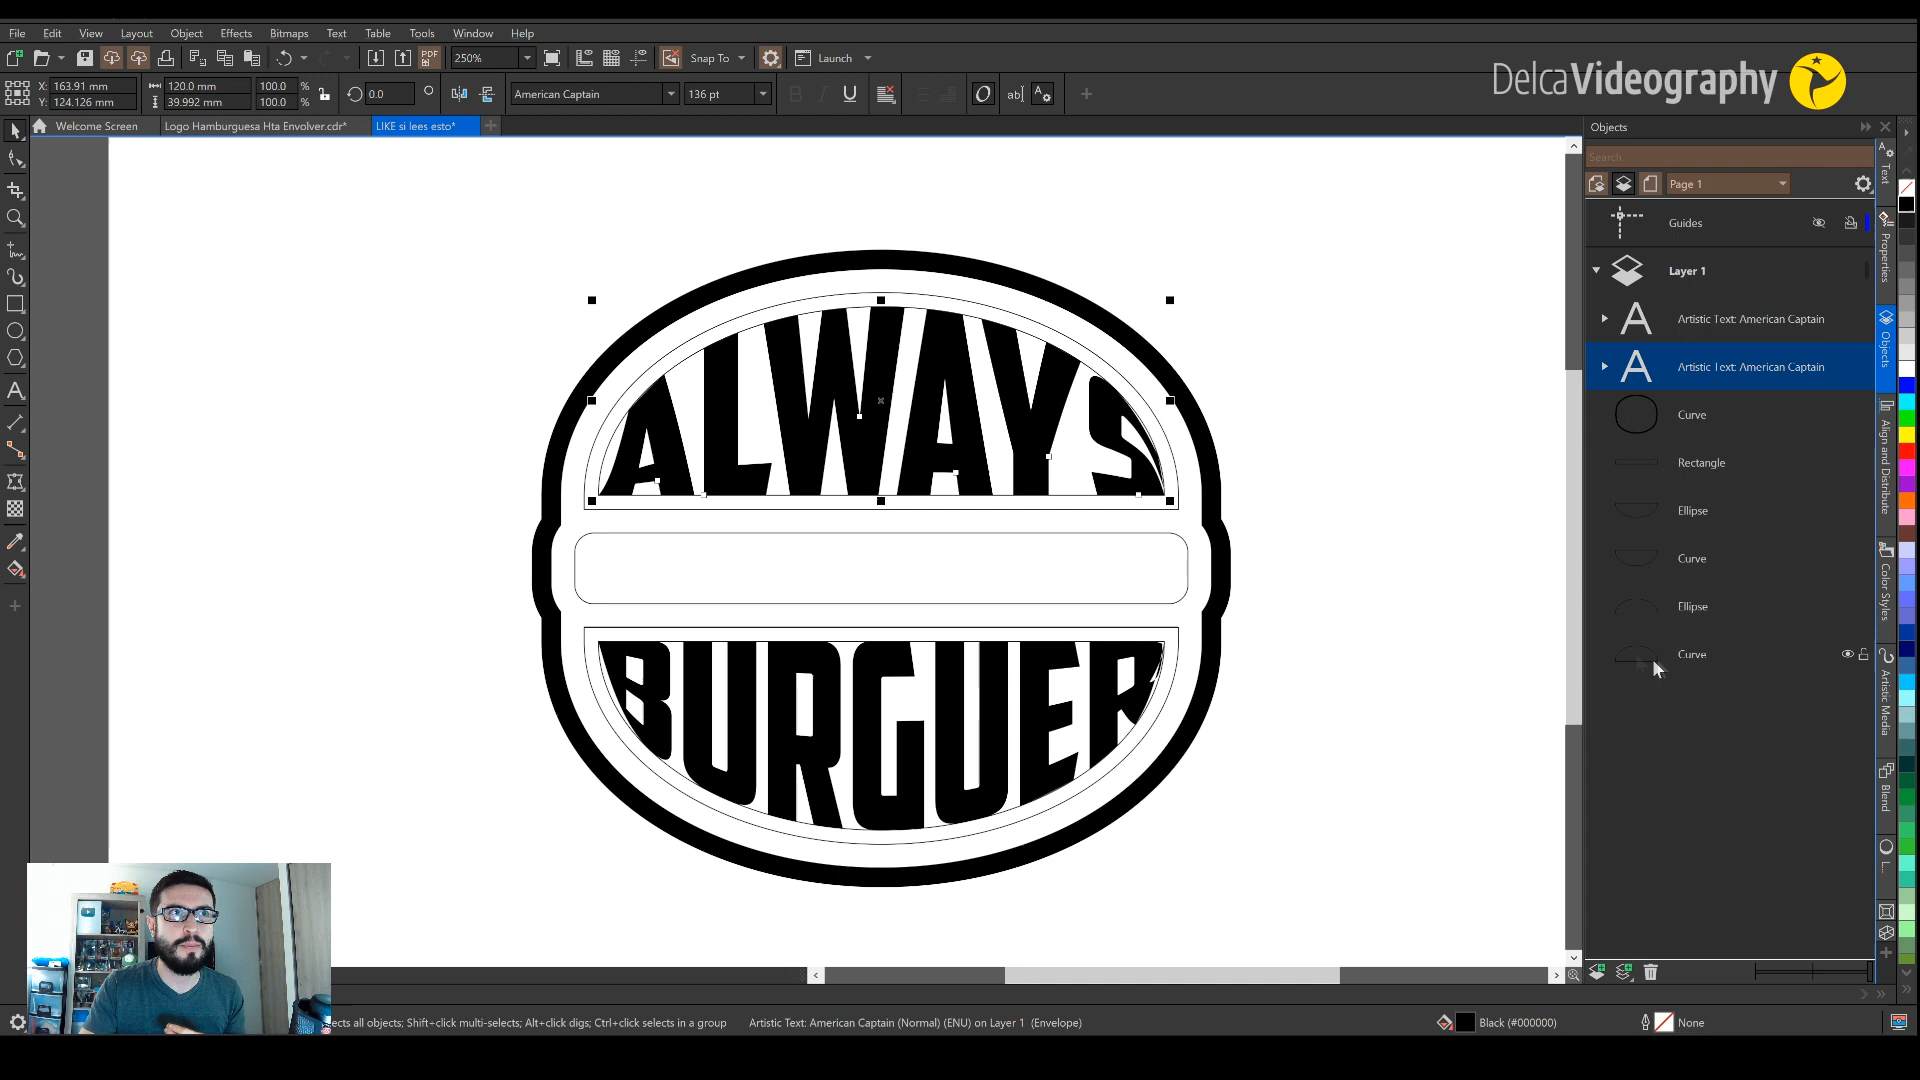 File Edit View Layout Object Effects Bitmaps Text Table Tools Window Help
PDF 250% Snap To Launch
DelcaVideography
X: 163.91 mm 120.0 mm 100.0 % 0.0 American Captain 136 pt B I U O ab
Y: 124.126 mm 39.992 mm 100.0 %
Welcome Screen Logo Hamburguesa Hta Envolver.cdr* LIKE si lees esto*
Objects
Search
Page 1
Guides
Layer 1
Artistic Text: American Captain
Artistic Text: American Captain
Curve
Rectangle
Ellipse
Curve
Ellipse
Curve
Text
Properties
Objects
Align and Distribute
Color Styles
Artistic Media
Blend
L...
ALWAYS
BURGUER
ects all objects; Shift+click multi-selects; Alt+click digs; Ctrl+click selects in a group Artistic Text: American Captain (Normal) (ENU) on Layer 1 (Envelope) Black (#000000) None